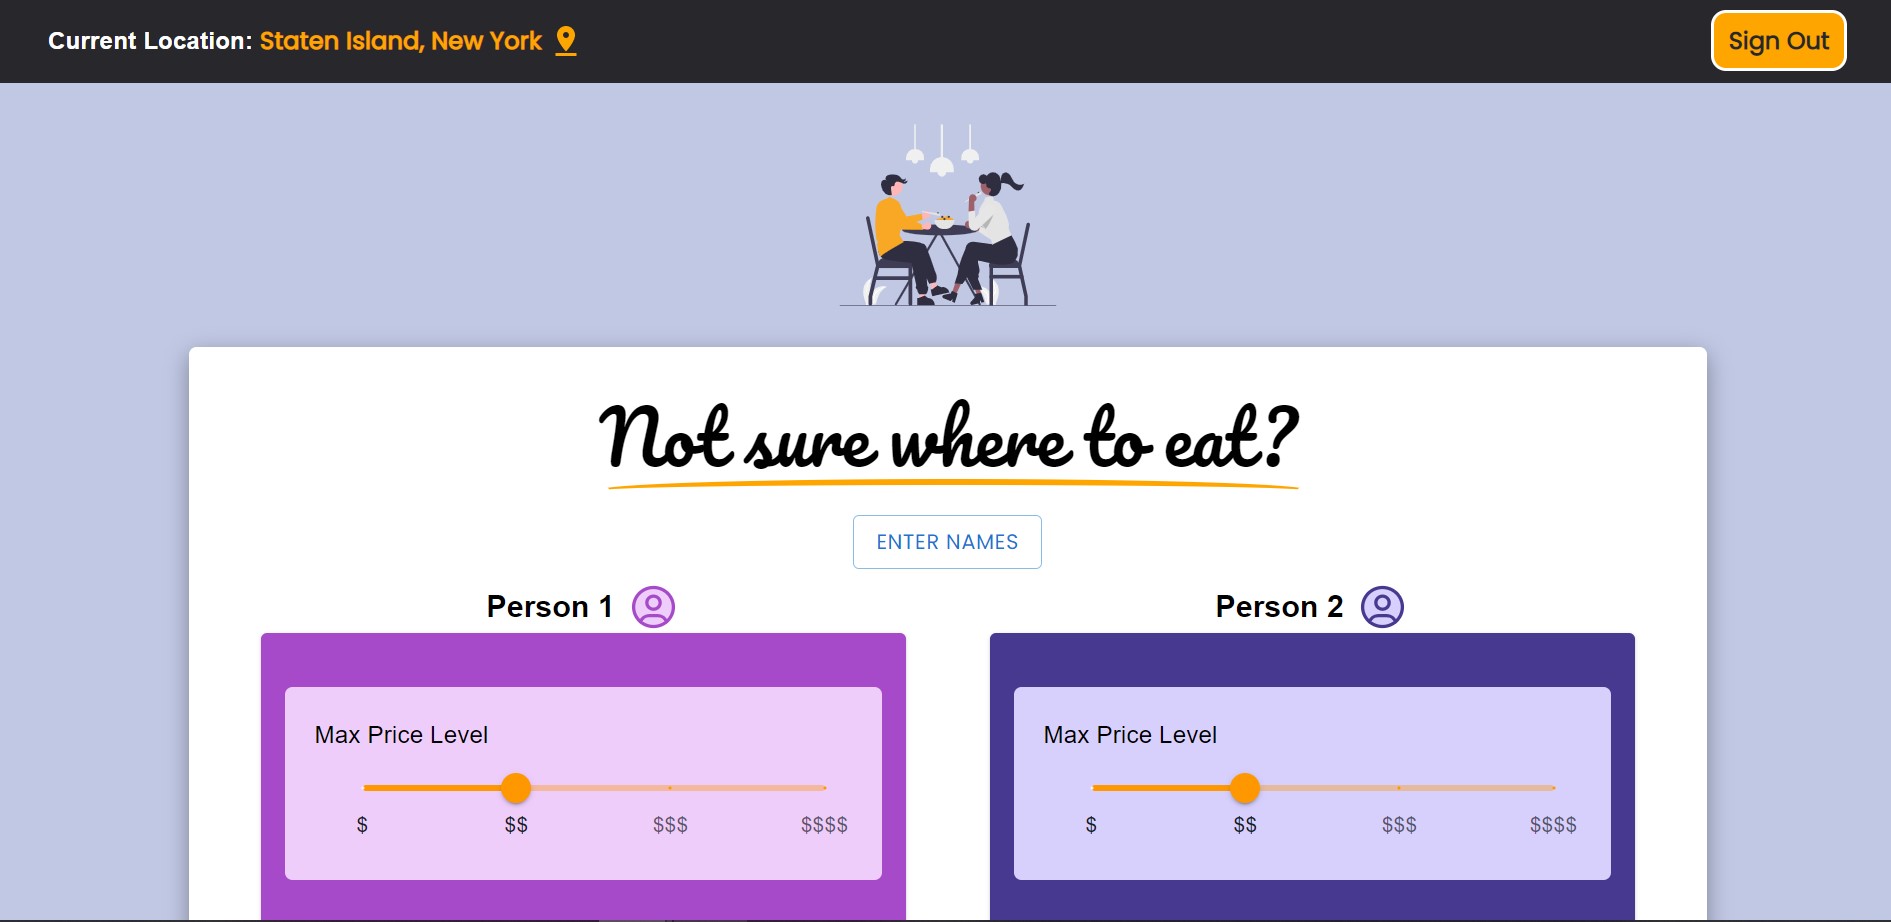 Current Location: Staten Island, New York
Sign Out
Not sure where to eat?
ENTER NAMES
Person 1
Person 2
Max Price Level
$ $$ $$$ $$$$
Max Price Level
$ $$ $$$ $$$$